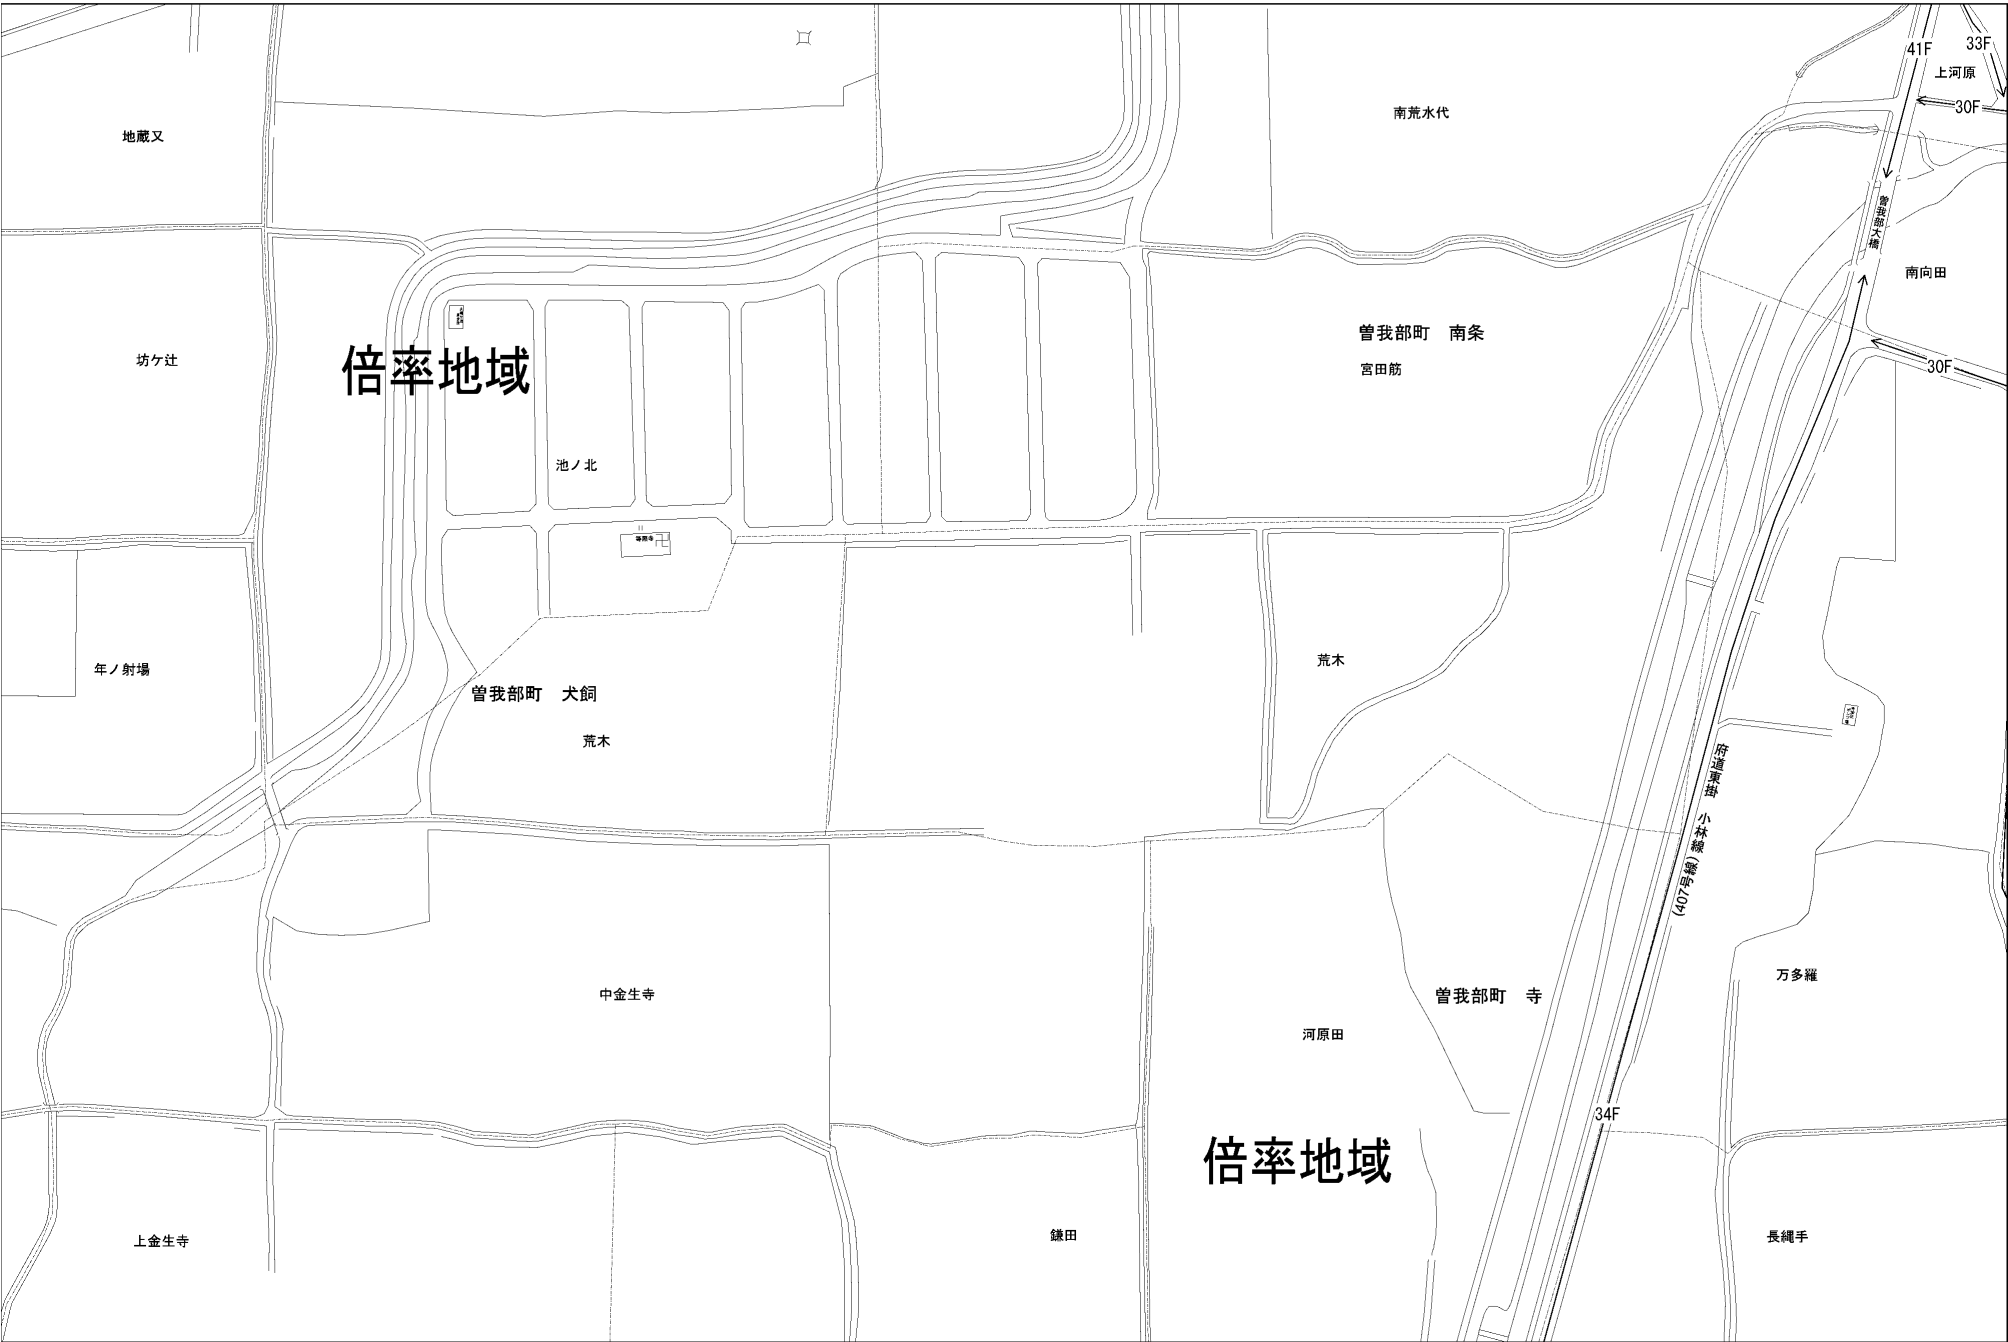 41F
33F
上河原
30F
南荒水代
地蔵又
曽我部大橋
南向田
曽我部町　南条
宮田筋
坊ケ辻
倍率地域
30F
池ノ北
荒木
年ノ射場
曽我部町　犬飼
荒木
府道東掛　小林線
(407号線)
万多羅
中金生寺
曽我部町　寺
河原田
34F
倍率地域
上金生寺
鎌田
長縄手